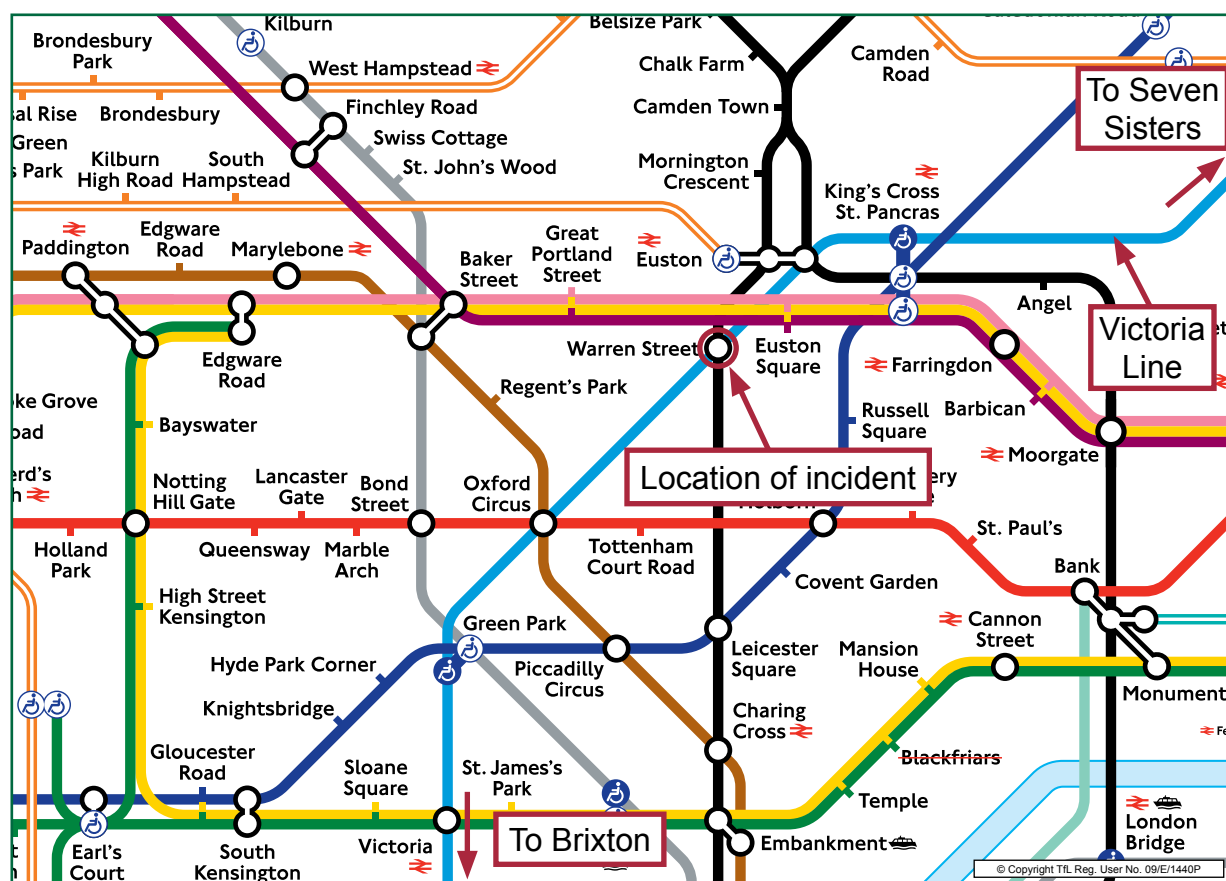 Kilburn
Belsize Park
Brondesbury
Park
West Hampstead
Chalk Farm
Camden
Road
To Seven
Sisters
Finchley Road
Camden Town
Brondesbury
Swiss Cottage
Green
Park
Kilburn
High Road
South
Hampstead
St. John's Wood
Mornington
Crescent
King's Cross
St. Pancras
Paddington
Edgware
Road
Marylebone
Baker
Street
Great
Portland
Street
Euston
Angel
Victoria
Line
Edgware
Road
Warren Street
Euston
Square
Farringdon
Regent's Park
Barbican
Bayswater
Russell
Square
Moorgate
Location of incident
Notting
Hill Gate
Lancaster
Gate
Bond
Street
Oxford
Circus
St. Paul's
Holland
Park
Queensway
Marble
Arch
Tottenham
Court Road
Bank
Covent Garden
High Street
Kensington
Green Park
Cannon
Street
Hyde Park Corner
Piccadilly
Circus
Leicester
Square
Mansion
House
Monument
Knightsbridge
Charing
Cross
Gloucester
Road
Sloane
Square
St. James's
Park
Blackfriars
Temple
To Brixton
Victoria
Embankment
London
Bridge
Earl's
Court
South
Kensington
© Copyright TfL Reg. User No. 09/E/1440P